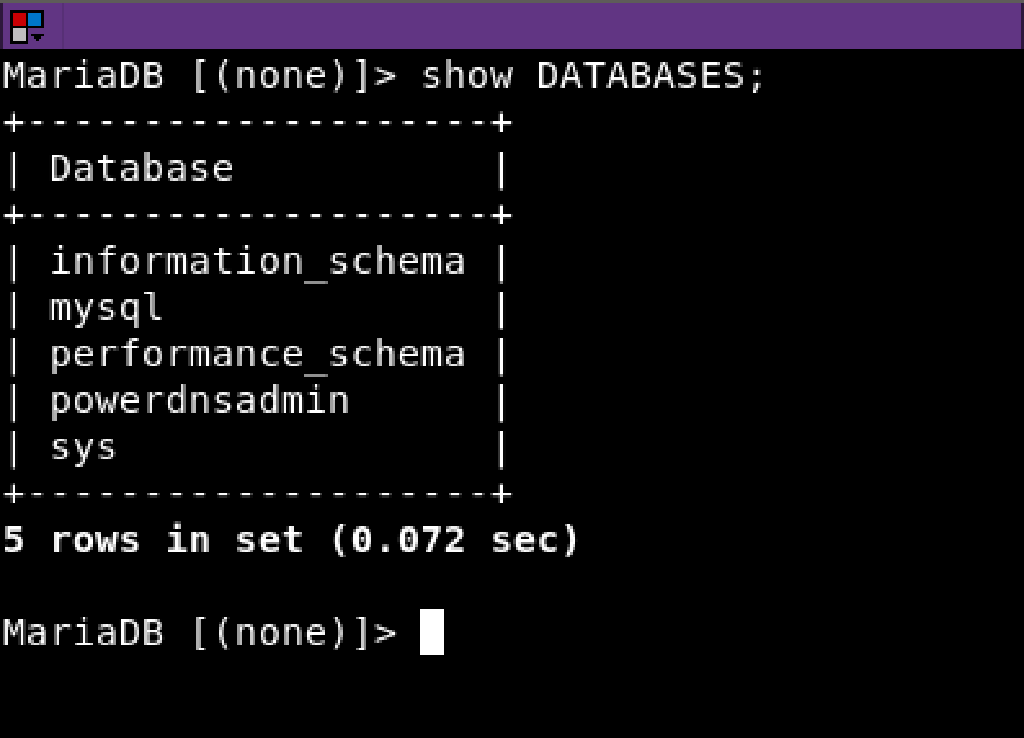 MariaDB [(none)]> show DATABASES;
+--------------------+
| Database           |
+--------------------+
| information_schema |
| mysql              |
| performance_schema |
| powerdnsadmin      |
| sys                |
+--------------------+
5 rows in set (0.072 sec)
MariaDB [(none)]>